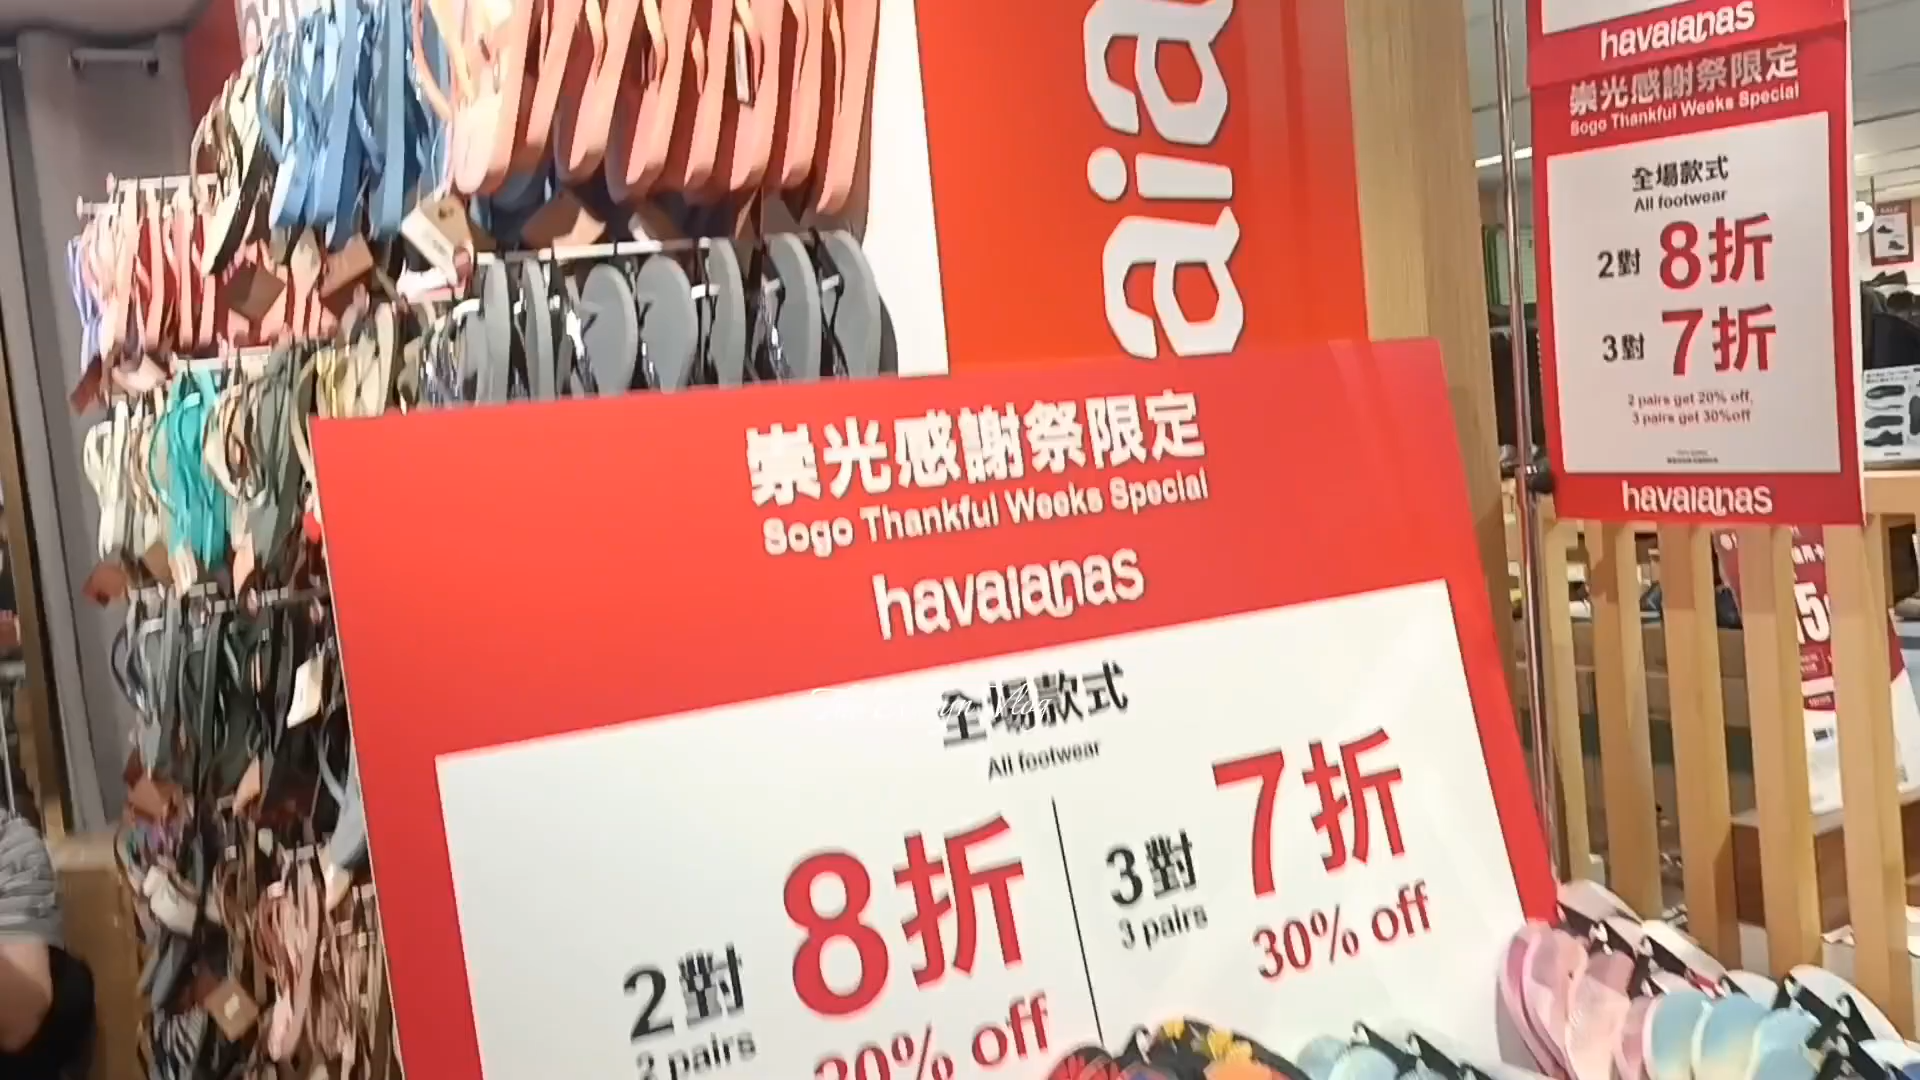 aia
崇光感謝祭限定
Sogo Thankful Weeks Special
havaianas
全場款式
All footwear
2對 8折
2 pairs 20% off
3對 7折
3 pairs 30% off
havaianas
崇光感謝祭限定
Sogo Thankful Weeks Special
全場款式
All footwear
2對 8折
3對 7折
2 pairs get 20% off,
3 pairs get 30%off
havaianas